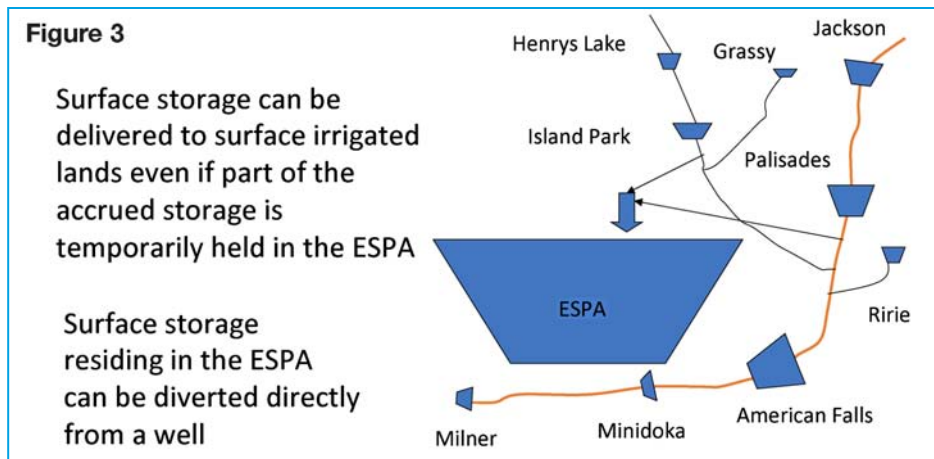 Figure 3
Surface storage can be
delivered to surface irrigated
lands even if part of the
accrued storage is
temporarily held in the ESPA
Surface storage
residing in the ESPA
can be diverted directly
from a well
Henrys Lake
Grassy
Jackson
Island Park
Palisades
ESPA
Ririe
American Falls
Minidoka
Milner